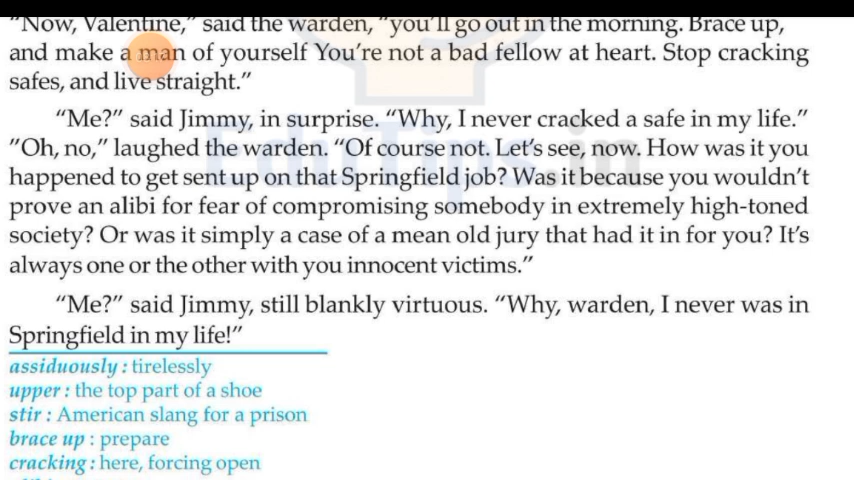 "Now, Valentine," said the warden, "you'll go out in the morning. Brace up,
and make a man of yourself You're not a bad fellow at heart. Stop cracking
safes, and live straight."
"Me?" said Jimmy, in surprise. "Why, I never cracked a safe in my life."
"Oh, no," laughed the warden. "Of course not. Let's see, now. How was it you
happened to get sent up on that Springfield job? Was it because you wouldn't
prove an alibi for fear of compromising somebody in extremely high-toned
society? Or was it simply a case of a mean old jury that had it in for you? It's
always one or the other with you innocent victims."
"Me?" said Jimmy, still blankly virtuous. "Why, warden, I never was in
Springfield in my life!"
EduTips.in
assiduously : tirelessly
upper : the top part of a shoe
stir : American slang for a prison
brace up : prepare
cracking : here, forcing open